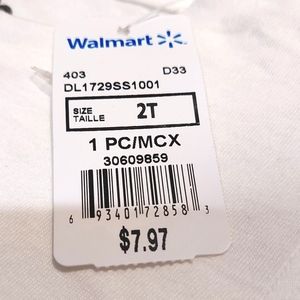 Walmart
403 D33
DL1729SS1001
SIZE
TAILLE 2T
1 PC/MCX
30609859
6 93401 72858 3
$7.97